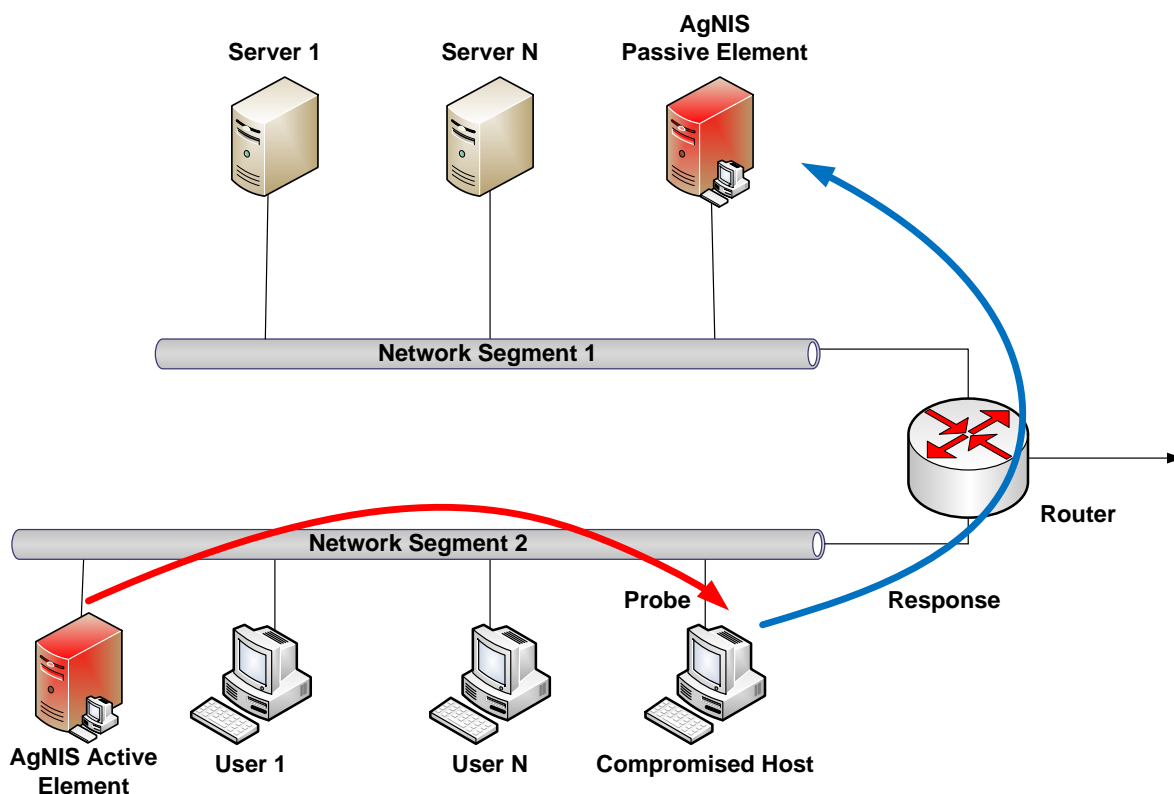 Server 1
Server N
AgNIS
Passive Element
Network Segment 1
Router
Network Segment 2
Probe
Response
AgNIS Active
Element
User 1
User N
Compromised Host